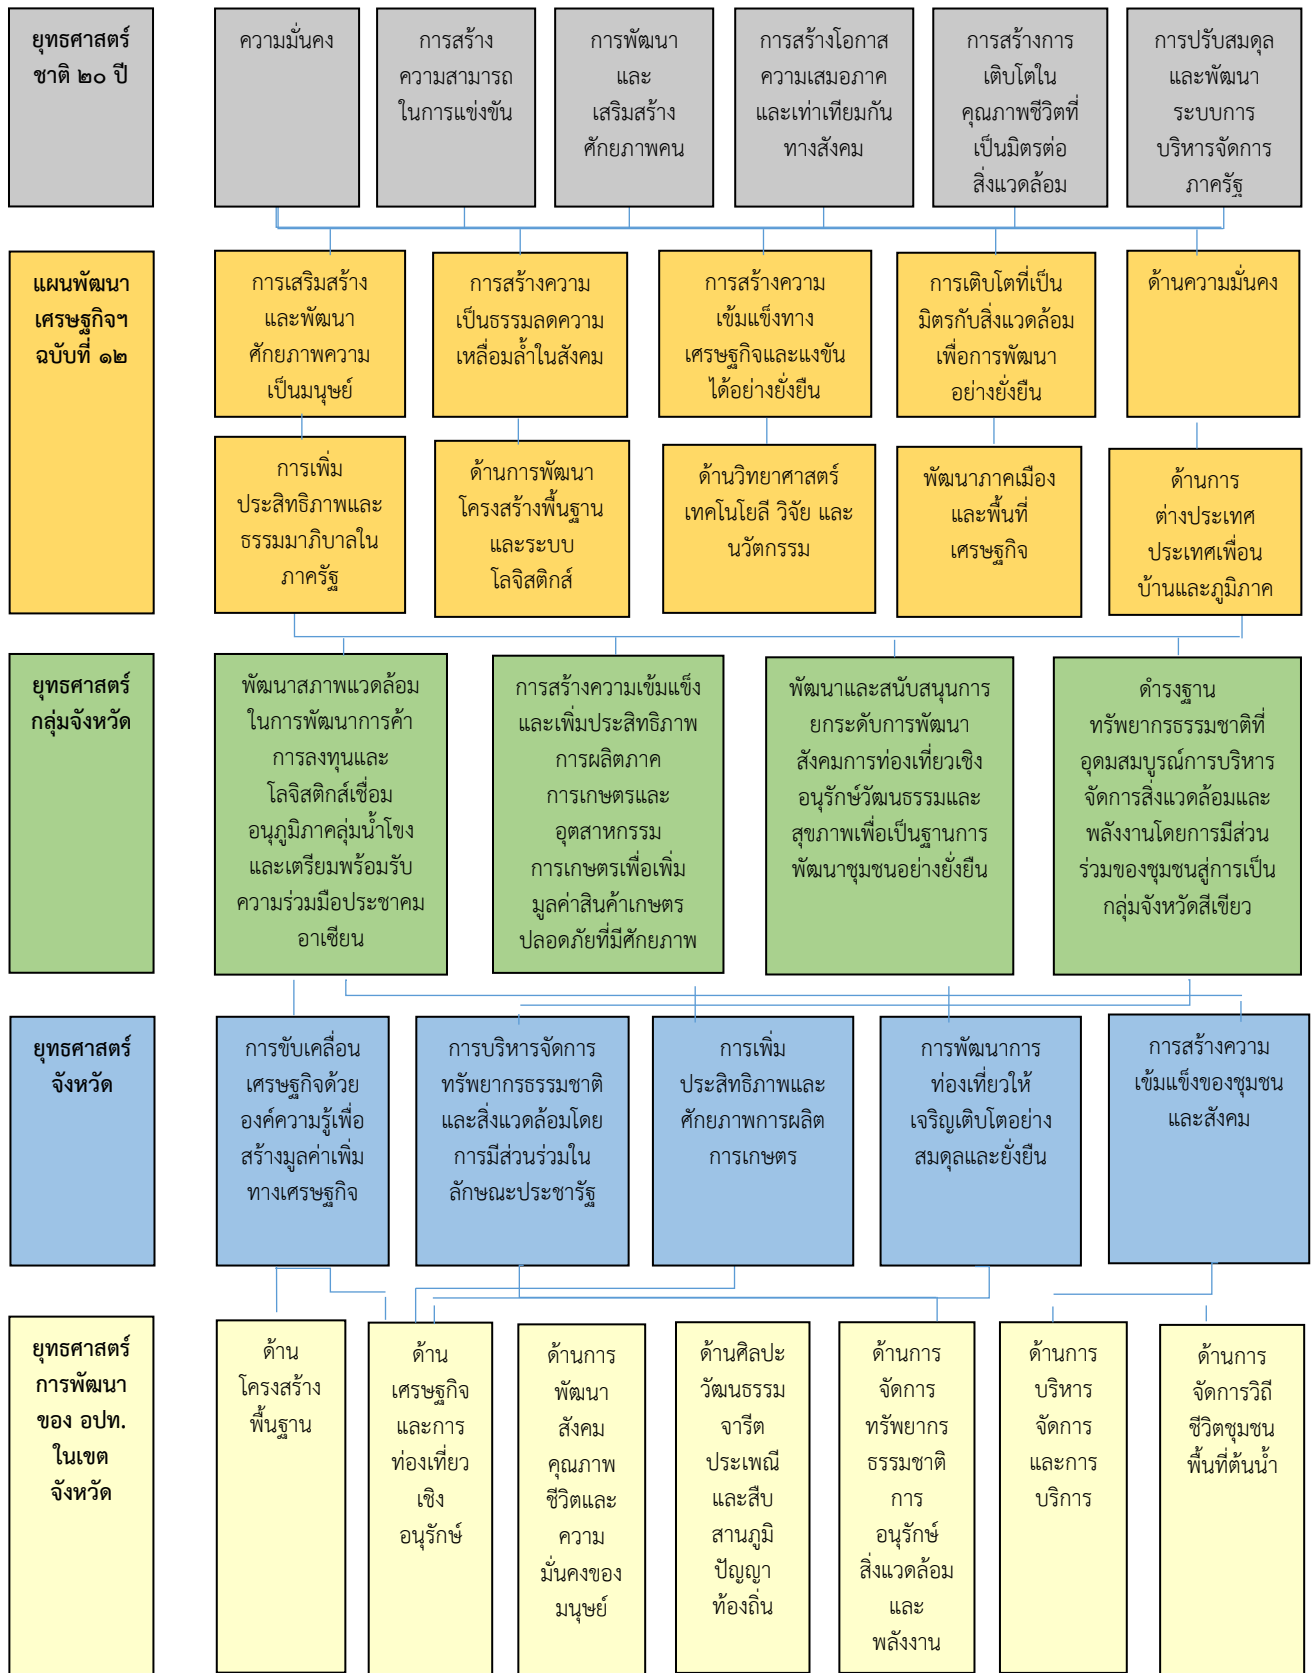 ยุทธศาสตร์
ชาติ ๒๐ ปี
ความมั่นคง
การสร้าง
ความสามารถ
ในการแข่งขัน
การพัฒนา
และ
เสริมสร้าง
ศักยภาพคน
การสร้างโอกาส
ความเสมอภาค
และเท่าเทียมกัน
ทางสังคม
การสร้างการ
เติบโตใน
คุณภาพชีวิตที่
เป็นมิตรต่อ
สิ่งแวดล้อม
การปรับสมดุล
และพัฒนา
ระบบการ
บริหารจัดการ
ภาครัฐ
แผนพัฒนา
เศรษฐกิจฯ
ฉบับที่ ๑๒
การเสริมสร้าง
และพัฒนา
ศักยภาพความ
เป็นมนุษย์
การสร้างความ
เป็นธรรมลดความ
เหลื่อมล้ำในสังคม
การสร้างความ
เข้มแข็งทาง
เศรษฐกิจและแงขัน
ได้อย่างยั่งยืน
การเติบโตที่เป็น
มิตรกับสิ่งแวดล้อม
เพื่อการพัฒนา
อย่างยั่งยืน
ด้านความมั่นคง
การเพิ่ม
ประสิทธิภาพและ
ธรรมมาภิบาลใน
ภาครัฐ
ด้านการพัฒนา
โครงสร้างพื้นฐาน
และระบบ
โลจิสติกส์
ด้านวิทยาศาสตร์
เทคโนโยลี วิจัย และ
นวัตกรรม
พัฒนาภาคเมือง
และพื้นที่
เศรษฐกิจ
ด้านการ
ต่างประเทศ
ประเทศเพื่อน
บ้านและภูมิภาค
ยุทธศาสตร์
กลุ่มจังหวัด
พัฒนาสภาพแวดล้อม
ในการพัฒนาการค้า
การลงทุนและ
โลจิสติกส์เชื่อม
อนุภูมิภาคลุ่มน้ำโขง
และเตรียมพร้อมรับ
ความร่วมมือประชาคม
อาเซียน
การสร้างความเข้มแข็ง
และเพิ่มประสิทธิภาพ
การผลิตภาค
การเกษตรและ
อุตสาหกรรม
การเกษตรเพื่อเพิ่ม
มูลค่าสินค้าเกษตร
ปลอดภัยที่มีศักยภาพ
พัฒนาและสนับสนุนการ
ยกระดับการพัฒนา
สังคมการท่องเที่ยวเชิง
อนุรักษ์วัฒนธรรมและ
สุขภาพเพื่อเป็นฐานการ
พัฒนาชุมชนอย่างยั่งยืน
ดำรงฐาน
ทรัพยากรธรรมชาติที่
อุดมสมบูรณ์การบริหาร
จัดการสิ่งแวดล้อมและ
พลังงานโดยการมีส่วน
ร่วมของชุมชนสู่การเป็น
กลุ่มจังหวัดสีเขียว
ยุทธศาสตร์
จังหวัด
การขับเคลื่อน
เศรษฐกิจด้วย
องค์ความรู้เพื่อ
สร้างมูลค่าเพิ่ม
ทางเศรษฐกิจ
การบริหารจัดการ
ทรัพยากรธรรมชาติ
และสิ่งแวดล้อมโดย
การมีส่วนร่วมใน
ลักษณะประชารัฐ
การเพิ่ม
ประสิทธิภาพและ
ศักยภาพการผลิต
การเกษตร
การพัฒนาการ
ท่องเที่ยวให้
เจริญเติบโตอย่าง
สมดุลและยั่งยืน
การสร้างความ
เข้มแข็งของชุมชน
และสังคม
ยุทธศาสตร์
การพัฒนา
ของ อปท.
ในเขต
จังหวัด
ด้าน
โครงสร้าง
พื้นฐาน
ด้าน
เศรษฐกิจ
และการ
ท่องเที่ยว
เชิง
อนุรักษ์
ด้านการ
พัฒนา
สังคม
คุณภาพ
ชีวิตและ
ความ
มั่นคงของ
มนุษย์
ด้านศิลปะ
วัฒนธรรม
จารีต
ประเพณี
และสืบ
สานภูมิ
ปัญญา
ท้องถิ่น
ด้านการ
จัดการ
ทรัพยากร
ธรรมชาติ
การ
อนุรักษ์
สิ่งแวดล้อม
และ
พลังงาน
ด้านการ
บริหาร
จัดการ
และการ
บริการ
ด้านการ
จัดการวิถี
ชีวิตชุมชน
พื้นที่ต้นน้ำ